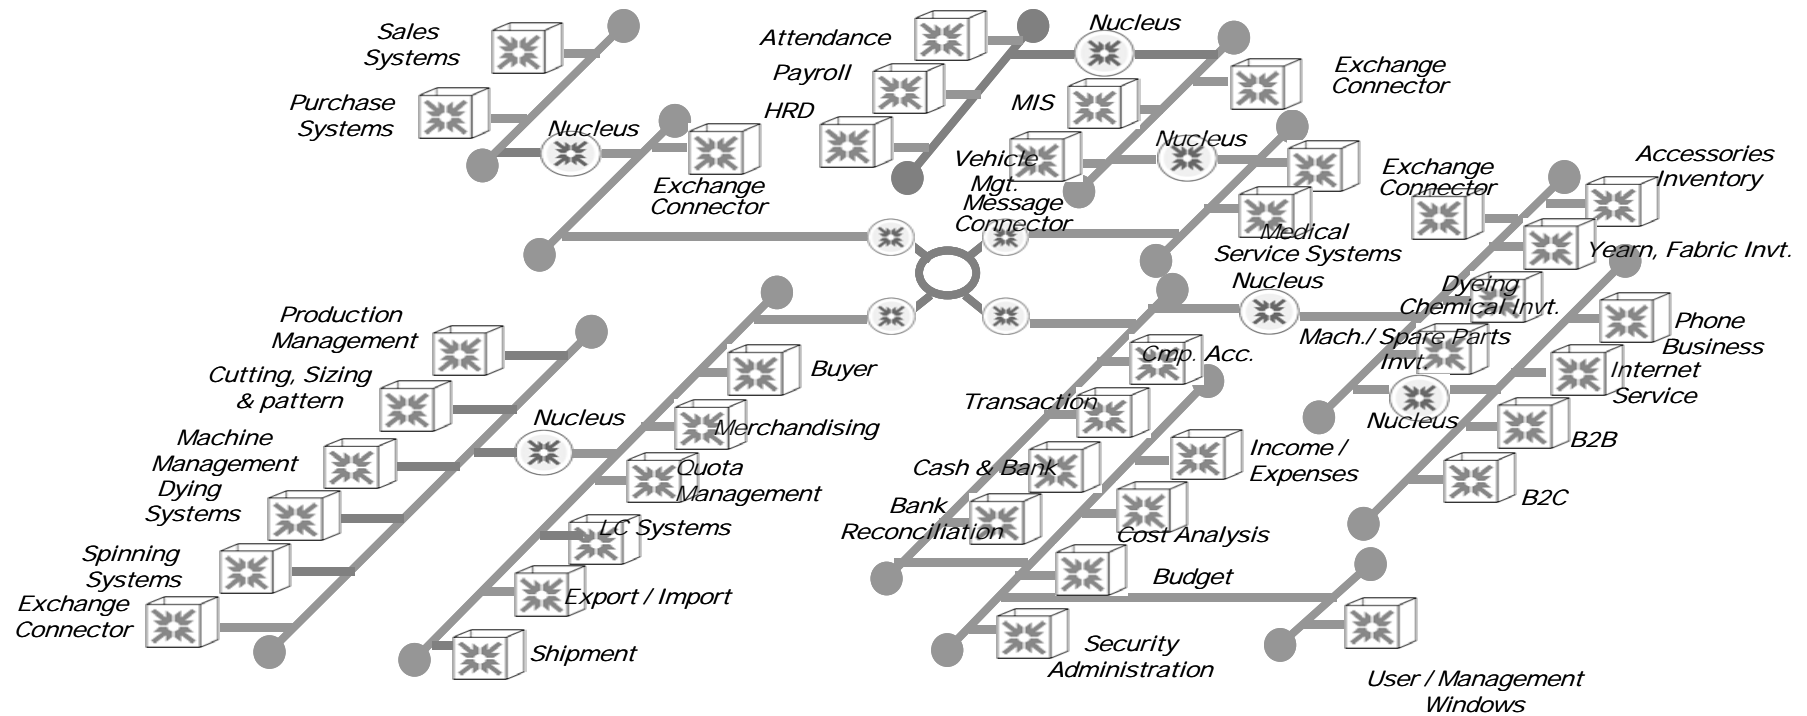 Sales
Systems
Purchase
Systems
Nucleus
Exchange
Connector
Attendance
Payroll
HRD
Nucleus
Exchange
Connector
MIS
Vehicle
Mgt.
Nucleus
Message
Connector
Medical
Service Systems
Exchange
Connector
Accessories
Inventory
Yearn, Fabric Invt.
Dyeing
Chemical Invt.
Mach./ Spare Parts
Invt.
Nucleus
Nucleus
Phone
Business
Internet
Service
B2B
B2C
Production
Management
Cutting, Sizing
& pattern
Machine
Management
Dying
Systems
Spinning
Systems
Exchange
Connector
Nucleus
Buyer
Merchandising
Quota
Management
LC Systems
Export / Import
Shipment
Cmp. Acc.
Transaction
Cash & Bank
Bank
Reconciliation
Income /
Expenses
Cost Analysis
Budget
Security
Administration
User / Management
Windows